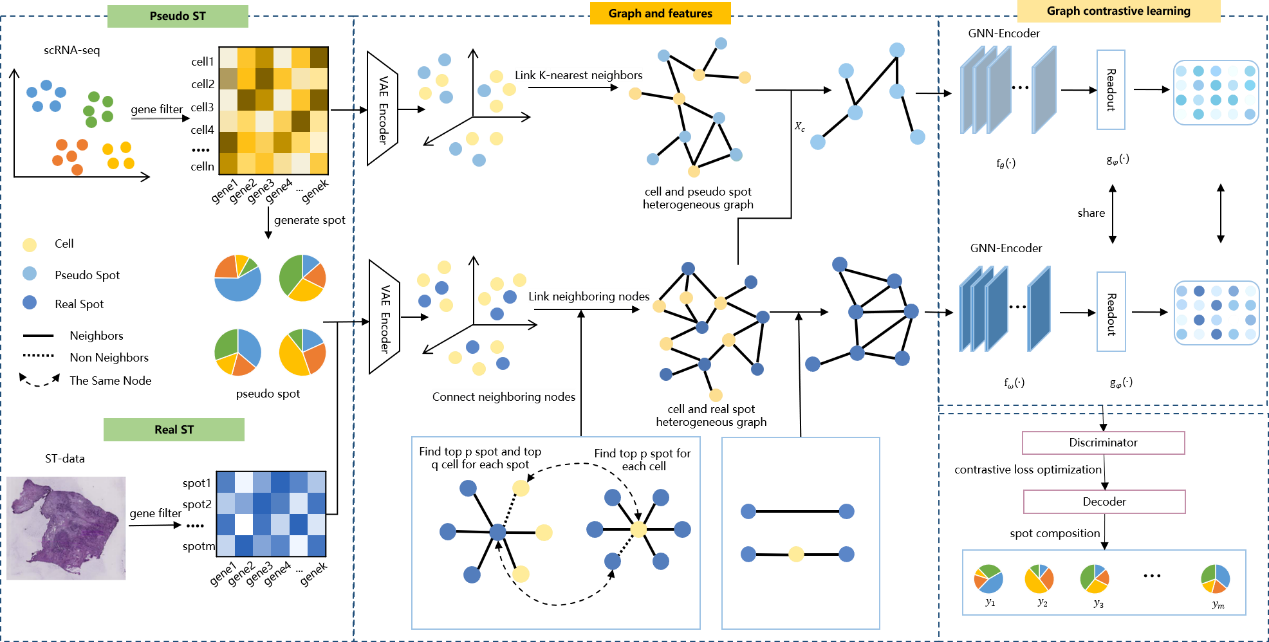 Pseudo ST
scRNA-seq
gene filter
cell1
cell2
cell3
cell4
....
celln
gene1
gene2
gene3
gene4
...
genek
generate spot
Cell
Pseudo Spot
Real Spot
Neighbors
Non Neighbors
The Same Node
pseudo spot
Real ST
ST-data
gene filter
spot1
spot2
....
spotm
gene1
gene2
gene3
gene4
...
genek
Graph and features
VAE Encoder
Link K-nearest neighbors
cell and pseudo spot
heterogeneous graph
X_c
VAE Encoder
Link neighboring nodes
Connect neighboring nodes
cell and real spot
heterogeneous graph
Find top p spot and top
q cell for each spot
Find top p spot for
each cell
Graph contrastive learning
GNN-Encoder
...
Readout
f_θ(·)
g_φ(·)
share
GNN-Encoder
...
Readout
f_ω(·)
g_φ(·)
Discriminator
contrastive loss optimization
Decoder
spot composition
...
y_1
y_2
y_3
y_m